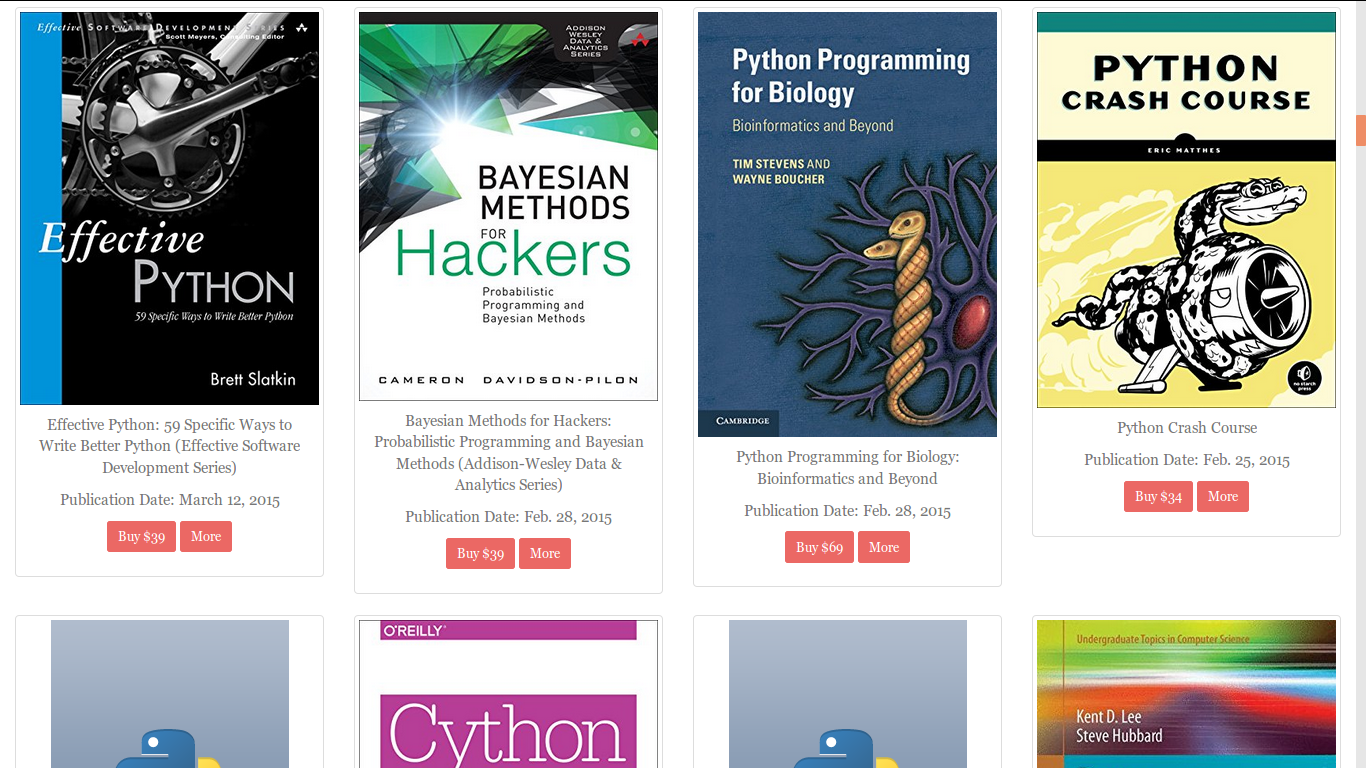 Effective Software Development Series
Scott Meyers, Consulting Editor
Effective
PYTHON
59 Specific Ways to Write Better Python
Brett Slatkin
Effective Python: 59 Specific Ways to
Write Better Python (Effective Software
Development Series)
Publication Date: March 12, 2015
Buy $39 More
ADDISON
WESLEY
DATA &
ANALYTICS
SERIES
BAYESIAN
METHODS
FOR
Hackers
Probabilistic
Programming and
Bayesian Methods
CAMERON DAVIDSON-PILON
Bayesian Methods for Hackers:
Probabilistic Programming and Bayesian
Methods (Addison-Wesley Data &
Analytics Series)
Publication Date: Feb. 28, 2015
Buy $39 More
Python Programming
for Biology
Bioinformatics and Beyond
TIM STEVENS AND
WAYNE BOUCHER
CAMBRIDGE
Python Programming for Biology:
Bioinformatics and Beyond
Publication Date: Feb. 28, 2015
Buy $69 More
PYTHON
CRASH COURSE
ERIC MATTHES
no starch
press
Python Crash Course
Publication Date: Feb. 25, 2015
Buy $34 More
O'REILLY®
Cython
Undergraduate Topics in Computer Science
Kent D. Lee
Steve Hubbard